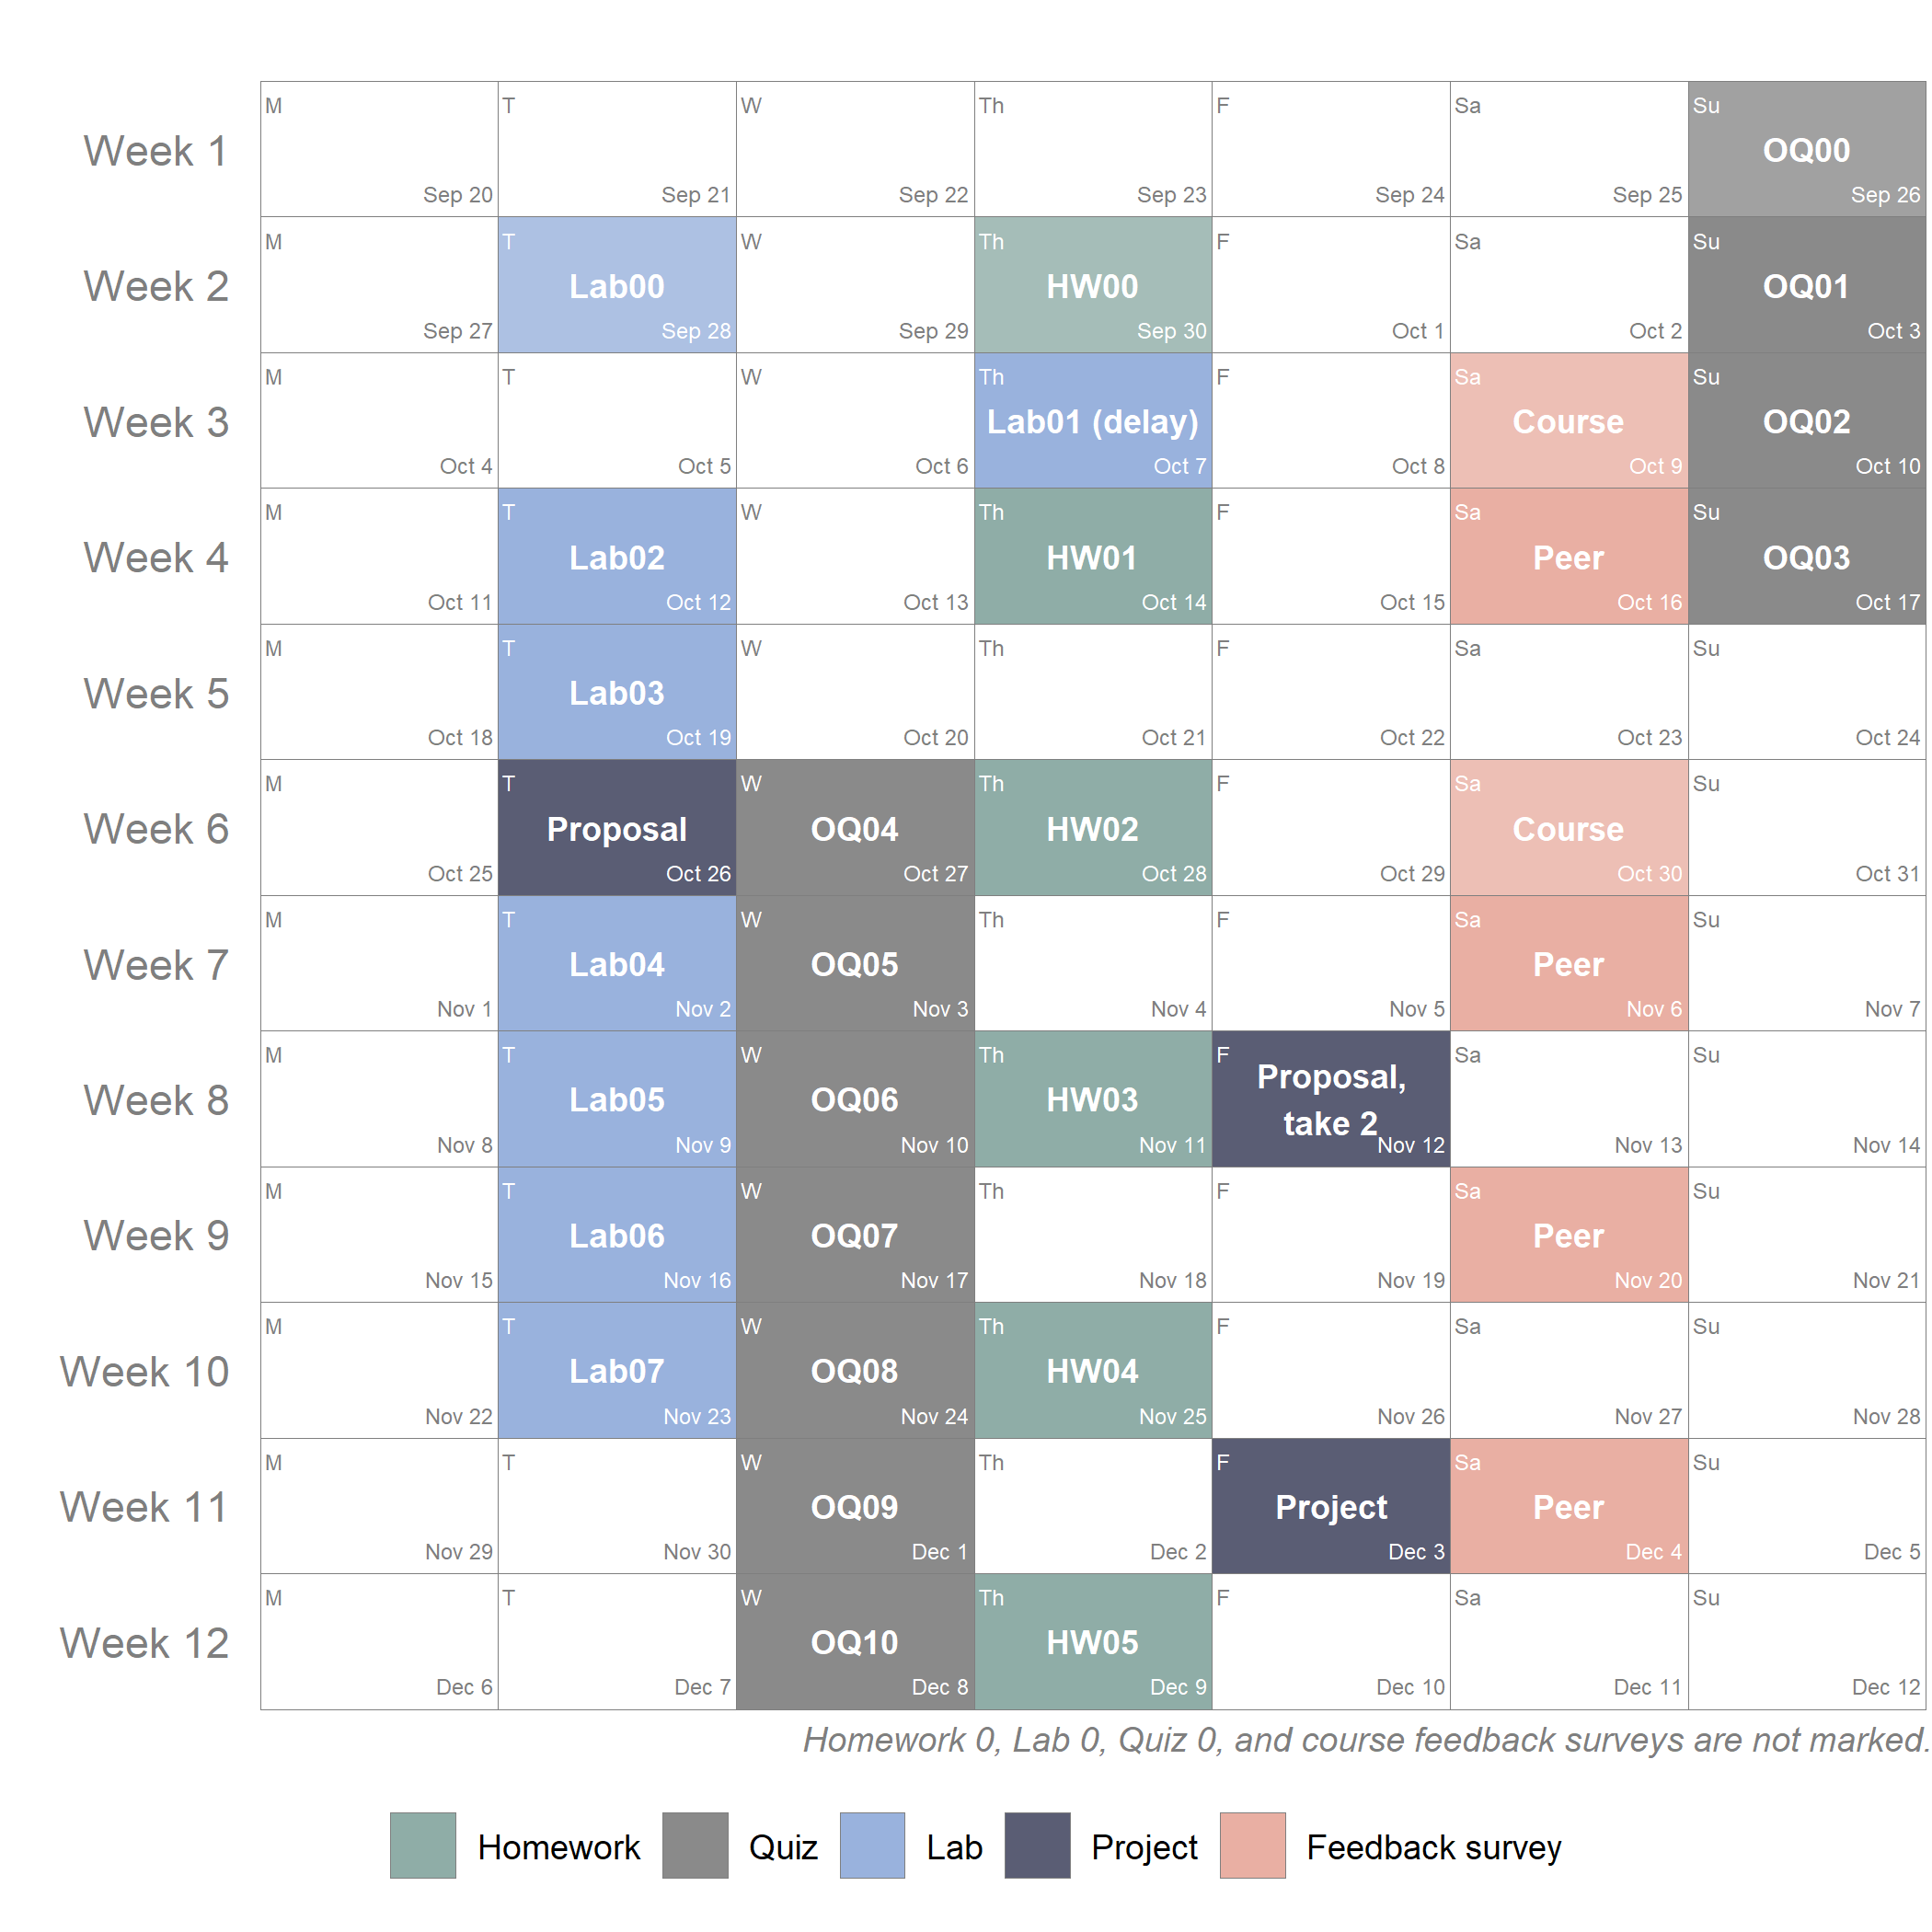 M T W Th F Sa Su
Week 1 OQ00
Sep 20 Sep 21 Sep 22 Sep 23 Sep 24 Sep 25 Sep 26
M T W Th F Sa Su
Week 2 Lab00 HW00 OQ01
Sep 27 Sep 28 Sep 29 Sep 30 Oct 1 Oct 2 Oct 3
M T W Th F Sa Su
Week 3 Lab01 (delay) Course OQ02
Oct 4 Oct 5 Oct 6 Oct 7 Oct 8 Oct 9 Oct 10
M T W Th F Sa Su
Week 4 Lab02 HW01 Peer OQ03
Oct 11 Oct 12 Oct 13 Oct 14 Oct 15 Oct 16 Oct 17
M T W Th F Sa Su
Week 5 Lab03
Oct 18 Oct 19 Oct 20 Oct 21 Oct 22 Oct 23 Oct 24
M T W Th F Sa Su
Week 6 Proposal OQ04 HW02 Course
Oct 25 Oct 26 Oct 27 Oct 28 Oct 29 Oct 30 Oct 31
M T W Th F Sa Su
Week 7 Lab04 OQ05 Peer
Nov 1 Nov 2 Nov 3 Nov 4 Nov 5 Nov 6 Nov 7
M T W Th F Sa Su
Week 8 Lab05 OQ06 HW03 Proposal,
take 2
Nov 8 Nov 9 Nov 10 Nov 11 Nov 12 Nov 13 Nov 14
M T W Th F Sa Su
Week 9 Lab06 OQ07 Peer
Nov 15 Nov 16 Nov 17 Nov 18 Nov 19 Nov 20 Nov 21
M T W Th F Sa Su
Week 10 Lab07 OQ08 HW04
Nov 22 Nov 23 Nov 24 Nov 25 Nov 26 Nov 27 Nov 28
M T W Th F Sa Su
Week 11 OQ09 Project Peer
Nov 29 Nov 30 Dec 1 Dec 2 Dec 3 Dec 4 Dec 5
M T W Th F Sa Su
Week 12 OQ10 HW05
Dec 6 Dec 7 Dec 8 Dec 9 Dec 10 Dec 11 Dec 12
Homework 0, Lab 0, Quiz 0, and course feedback surveys are not marked.
Homework Quiz Lab Project Feedback survey